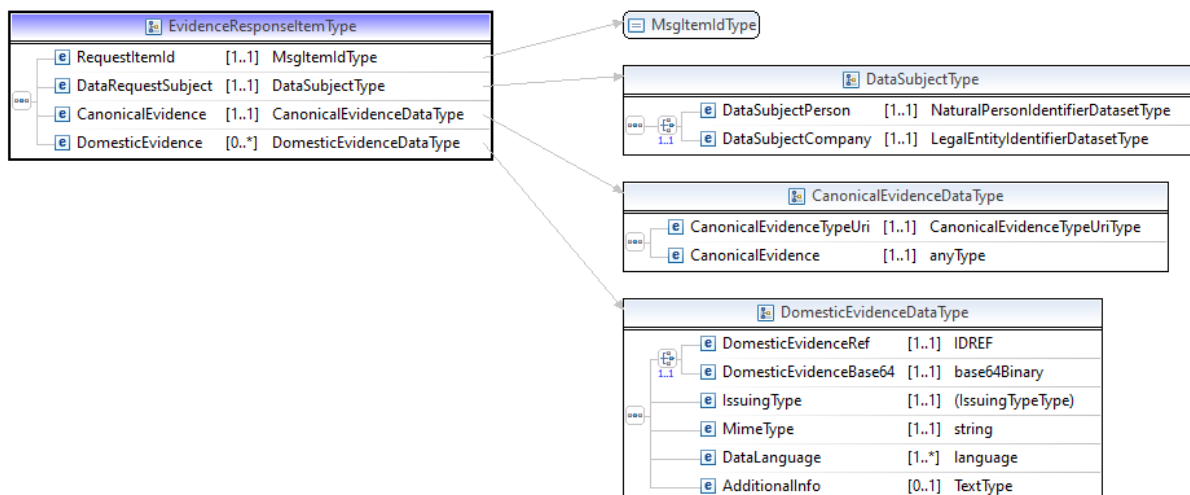 EvidenceResponseItemType
RequestItemId [1..1] MsgItemIdType
DataRequestSubject [1..1] DataSubjectType
CanonicalEvidence [1..1] CanonicalEvidenceDataType
DomesticEvidence [0..*] DomesticEvidenceDataType
MsgItemIdType
DataSubjectType
DataSubjectPerson [1..1] NaturalPersonIdentifierDatasetType
1..1 DataSubjectCompany [1..1] LegalEntityIdentifierDatasetType
CanonicalEvidenceDataType
CanonicalEvidenceTypeUri [1..1] CanonicalEvidenceTypeUriType
CanonicalEvidence [1..1] anyType
DomesticEvidenceDataType
DomesticEvidenceRef [1..1] IDREF
1..1 DomesticEvidenceBase64 [1..1] base64Binary
IssuingType [1..1] (IssuingTypeType)
MimeType [1..1] string
DataLanguage [1..*] language
AdditionalInfo [0..1] TextType